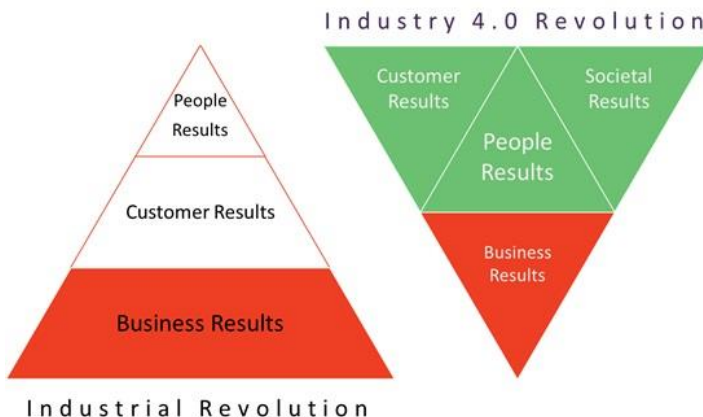 Industry 4.0 Revolution
People
Results
Customer Results
Business Results
Industrial Revolution
Customer
Results
Societal
Results
People
Results
Business
Results